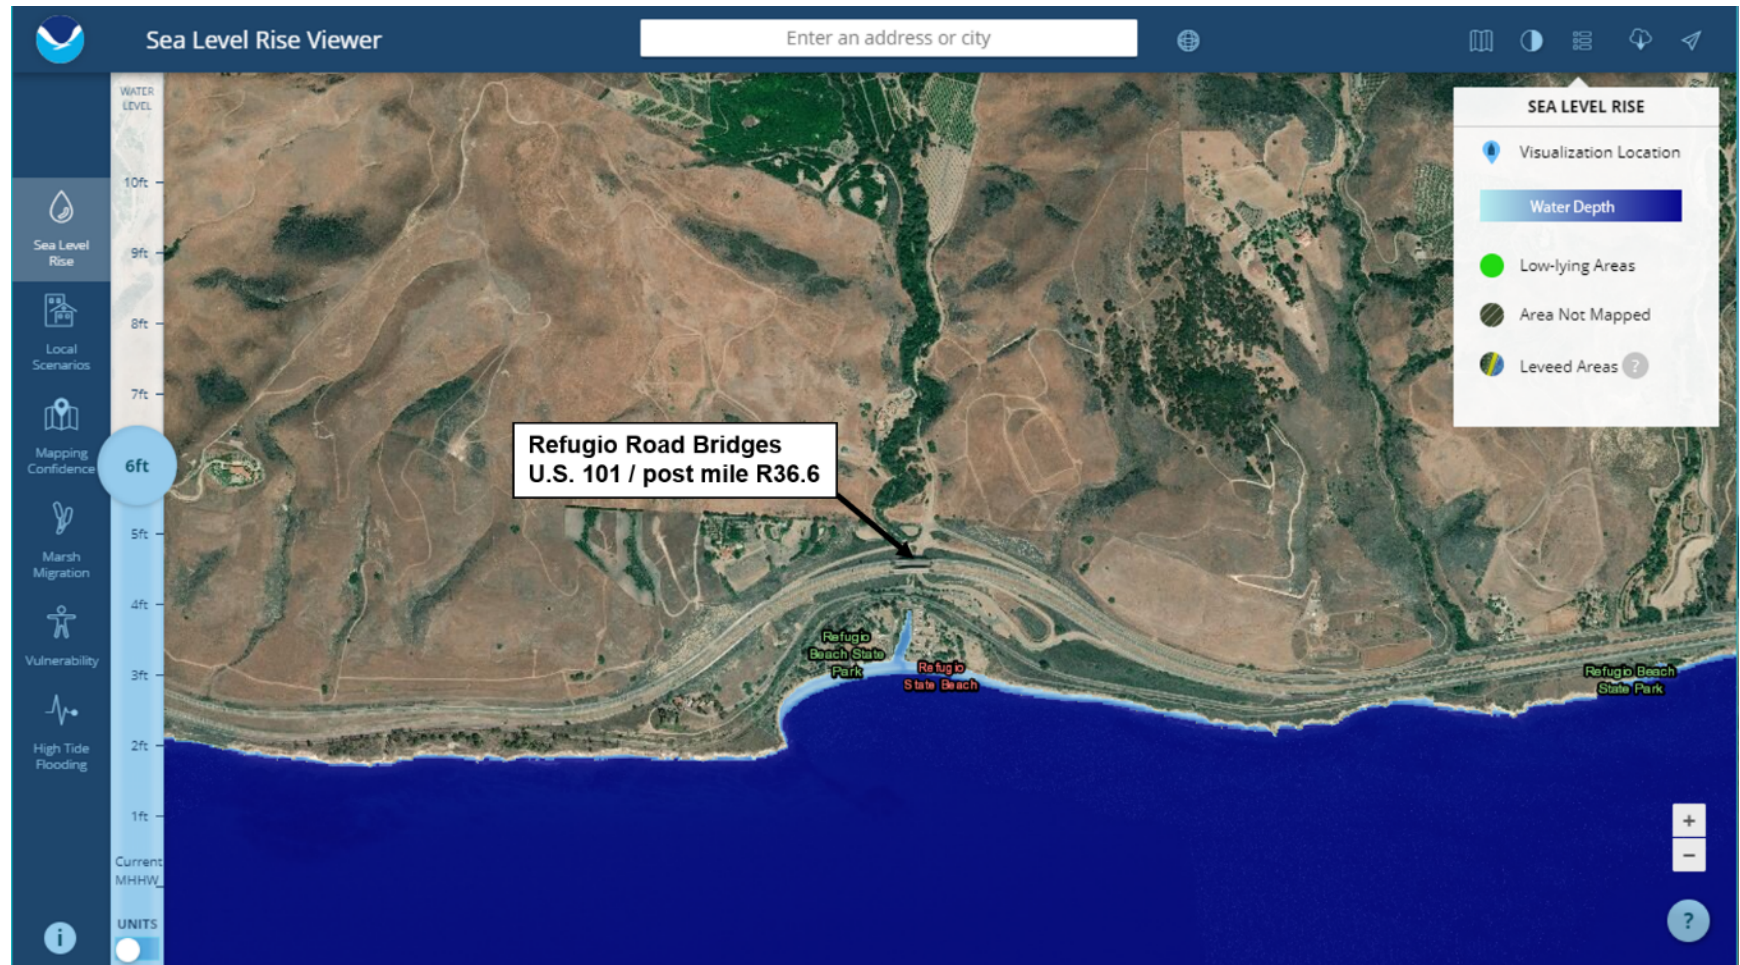 Sea Level Rise Viewer
Enter an address or city
WATER
LEVEL
10ft
9ft
8ft
7ft
6ft
5ft
4ft
3ft
2ft
1ft
Current
MHHW
UNITS
Sea Level
Rise
Local
Scenarios
Mapping
Confidence
Marsh
Migration
Vulnerability
High Tide
Flooding
i
Refugio Road Bridges
U.S. 101 / post mile R36.6
Refugio
Beach State
Park
Refugio
State Beach
Refugio Beach
State Park
SEA LEVEL RISE
Visualization Location
Water Depth
Low-lying Areas
Area Not Mapped
Leveed Areas ?
+
−
?